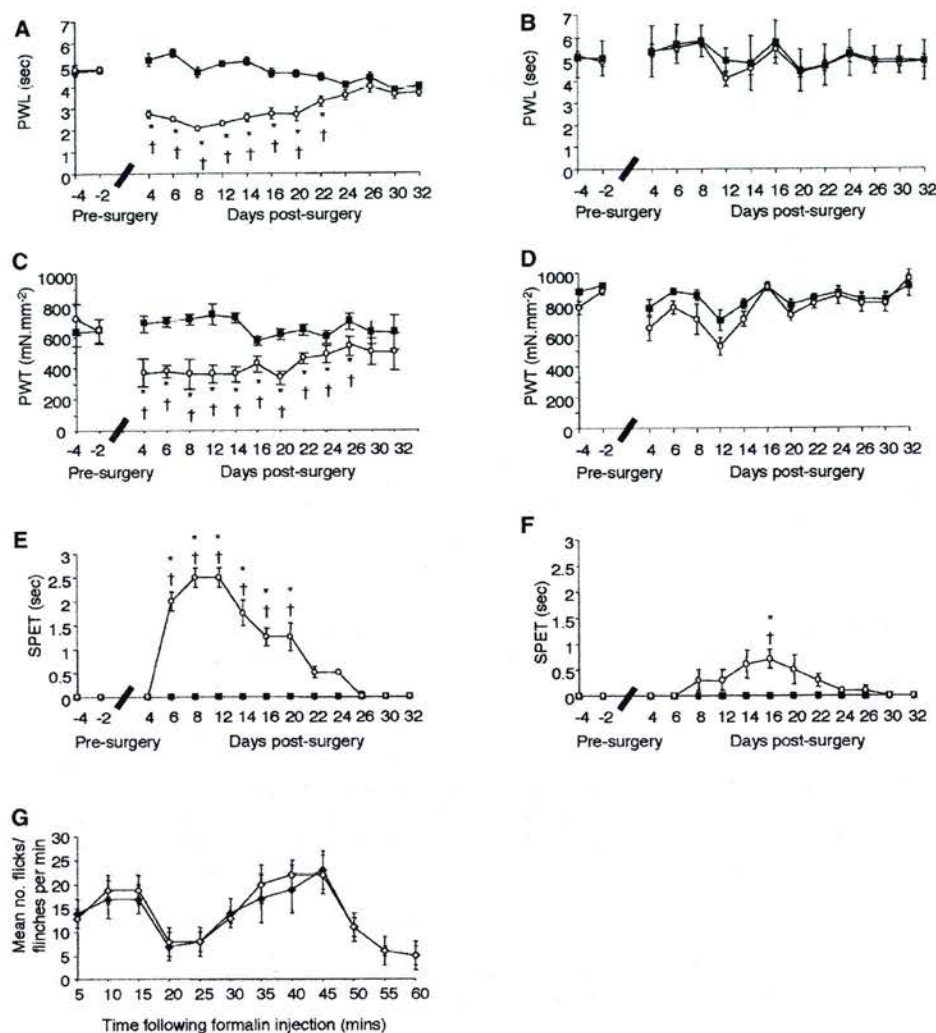 A
PWL (sec)
7
6
5
4
3
2
1
0
-4 -2 4 6 8 12 14 16 20 22 24 26 30 32
Pre-surgery Days post-surgery
* * * * * * * *
† † † † † † † †
B
PWL (sec)
7
6
5
4
3
2
1
0
-4 -2 4 6 8 12 14 16 20 22 24 26 30 32
Pre-surgery Days post-surgery
C
PWT (mN.mm-2)
1000
800
600
400
200
0
* * * * * * * * * *
† † † † † † † † † †
-4 -2 4 6 8 10 12 14 16 20 22 24 26 30 32
Pre-surgery Days post-surgery
D
PWT (mN.mm-2)
1000
800
600
400
200
0
-4 -2 4 6 8 12 14 16 20 22 24 26 30 32
Pre-surgery Days post-surgery
E
SPET (sec)
3
2.5
2
1.5
1
0.5
0
* * * * * *
† † † † † †
-4 -2 4 6 8 12 14 16 20 22 24 26 30 32
Pre-surgery Days post-surgery
F
SPET (sec)
3
2.5
2
1.5
1
0.5
0
*
†
-4 -2 4 6 8 12 14 16 20 22 24 26 30 32
Pre-surgery Days post-surgery
G
Mean no. flicks/
flinches per min
30
25
20
15
10
5
0
5 10 15 20 25 30 35 40 45 50 55 60
Time following formalin injection (mins)